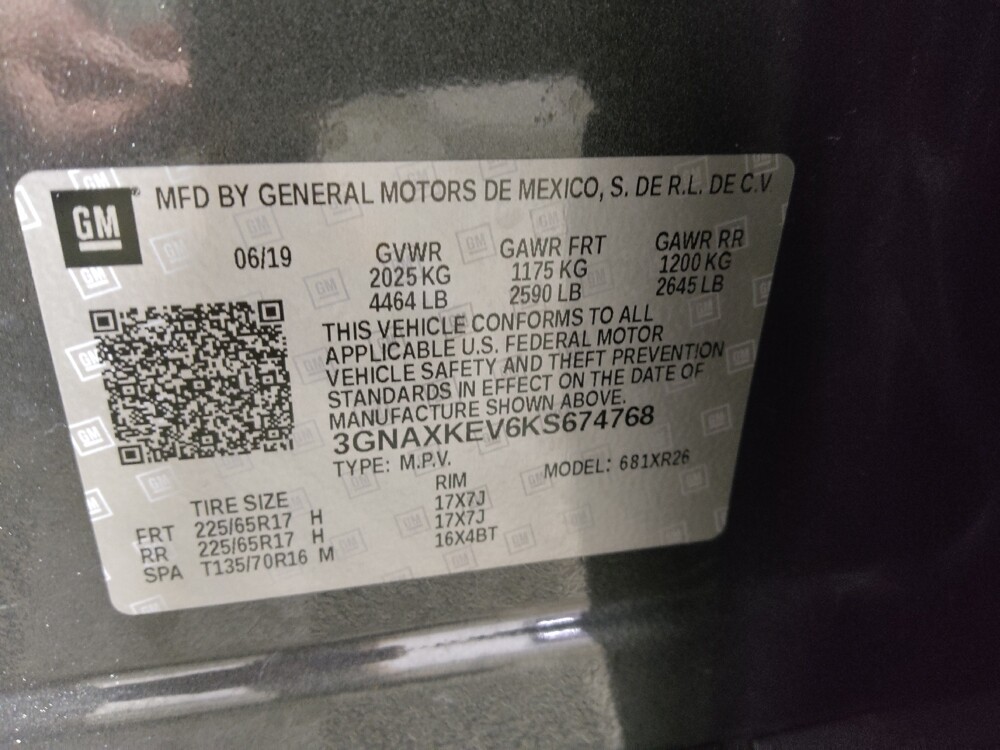 GM MFD BY GENERAL MOTORS DE MEXICO, S. DE R.L. DE C.V
06/19 GVWR GAWR FRT GAWR RR
2025 KG 1175 KG 1200 KG
4464 LB 2590 LB 2645 LB
THIS VEHICLE CONFORMS TO ALL
APPLICABLE U.S. FEDERAL MOTOR
VEHICLE SAFETY AND THEFT PREVENTION
STANDARDS IN EFFECT ON THE DATE OF
MANUFACTURE SHOWN ABOVE.
3GNAXKEV6KS674768
TYPE: M.P.V. MODEL: 681XR26
TIRE SIZE RIM
FRT 225/65R17 H 17X7J
RR 225/65R17 H 17X7J
SPA T135/70R16 M 16X4BT